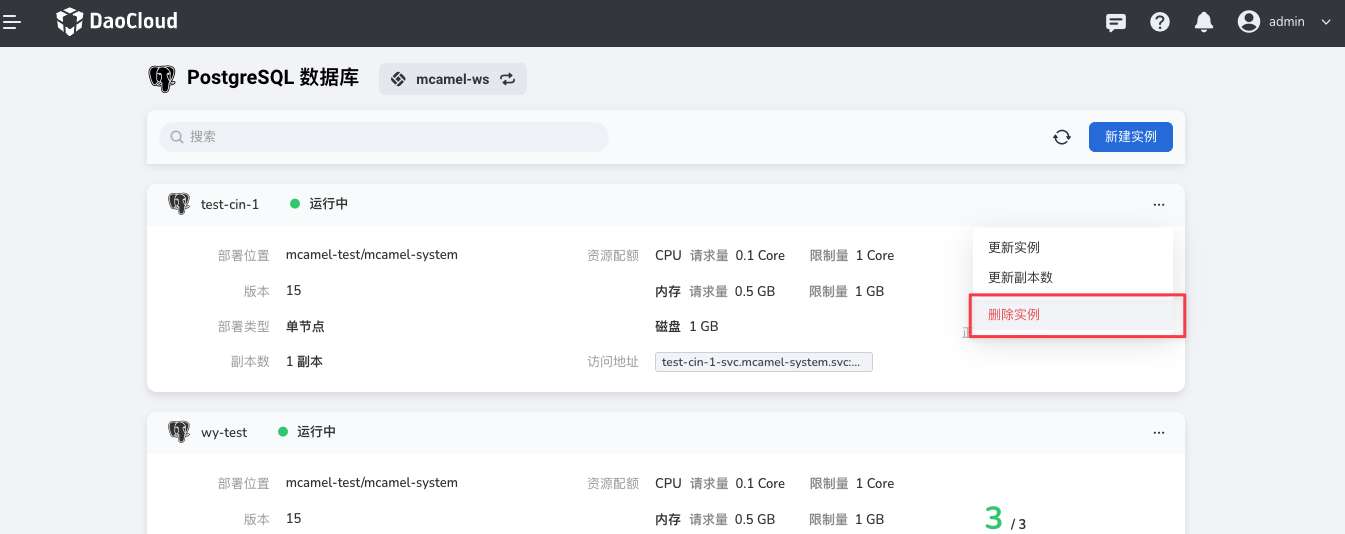 DaoCloud admin
PostgreSQL 数据库 mcamel-ws
搜索 新建实例
test-cin-1 运行中 ...
部署位置 mcamel-test/mcamel-system 资源配额 CPU 请求量 0.1 Core 限制量 1 Core
更新实例
版本 15 内存 请求量 0.5 GB 限制量 1 GB
更新副本数
删除实例
部署类型 单节点 磁盘 1 GB
副本数 1 副本 访问地址 test-cin-1-svc.mcamel-system.svc:...
wy-test 运行中 ...
部署位置 mcamel-test/mcamel-system 资源配额 CPU 请求量 0.1 Core 限制量 1 Core
版本 15 内存 请求量 0.5 GB 限制量 1 GB 3 / 3